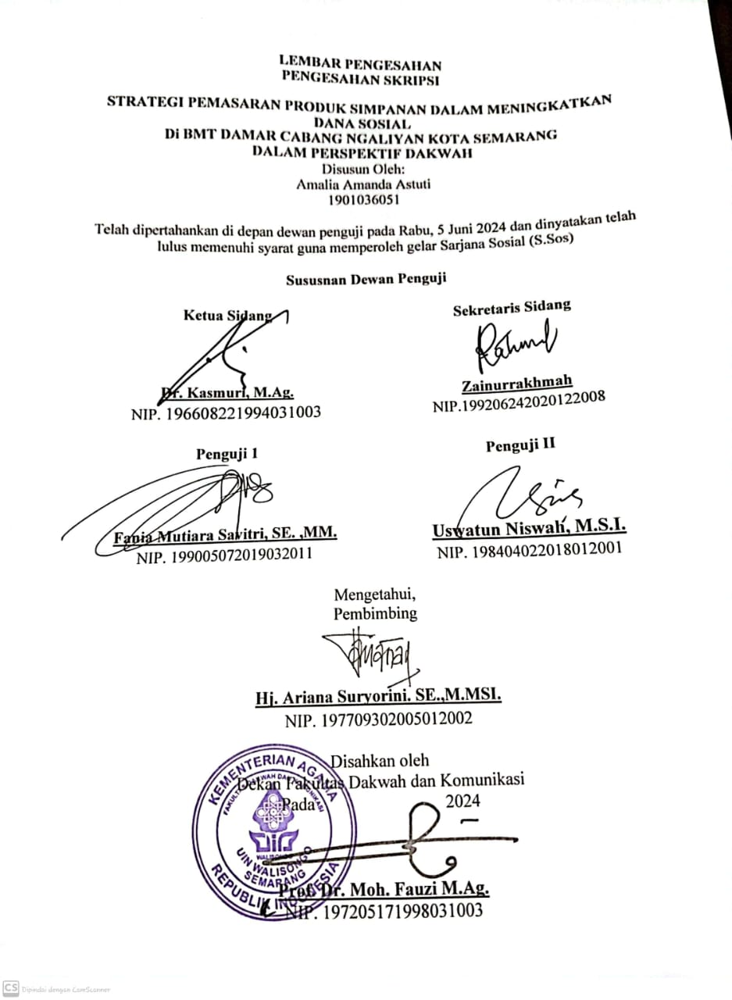 LEMBAR PENGESAHAN
PENGESAHAN SKRIPSI
STRATEGI PEMASARAN PRODUK SIMPANAN DALAM MENINGKATKAN
DANA SOSIAL
Di BMT DAMAR CABANG NGALIYAN KOTA SEMARANG
DALAM PERSPEKTIF DAKWAH
Disusun Oleh:
Amalia Amanda Astuti
1901036051
Telah dipertahankan di depan dewan penguji pada Rabu, 5 Juni 2024 dan dinyatakan telah
lulus memenuhi syarat guna memperoleh gelar Sarjana Sosial (S.Sos)
Sususnan Dewan Penguji
Ketua Sidang
Dr. Kasmuri, M.Ag.
NIP. 196608221994031003
Sekretaris Sidang
Zainurrakhmah
NIP.199206242020122008
Penguji 1
Fania Mutiara Savitri, SE. ,MM.
NIP. 199005072019032011
Penguji II
Uswatun Niswah, M.S.I.
NIP. 198404022018012001
Mengetahui,
Pembimbing
Hj. Ariana Suryorini. SE.,M.MSI.
NIP. 197709302005012002
Disahkan oleh
Dekan Fakultas Dakwah dan Komunikasi
Pada 2024
Prof. Dr. Moh. Fauzi M.Ag.
NIP. 197205171998031003
KEMENTERIAN AGAMA
FAKULTAS DAKWAH DAN KOMUNIKASI
WALISONGO
UIN WALISONGO
SEMARANG
REPUBLIK INDONESIA
CS Dipindai dengan CamScanner